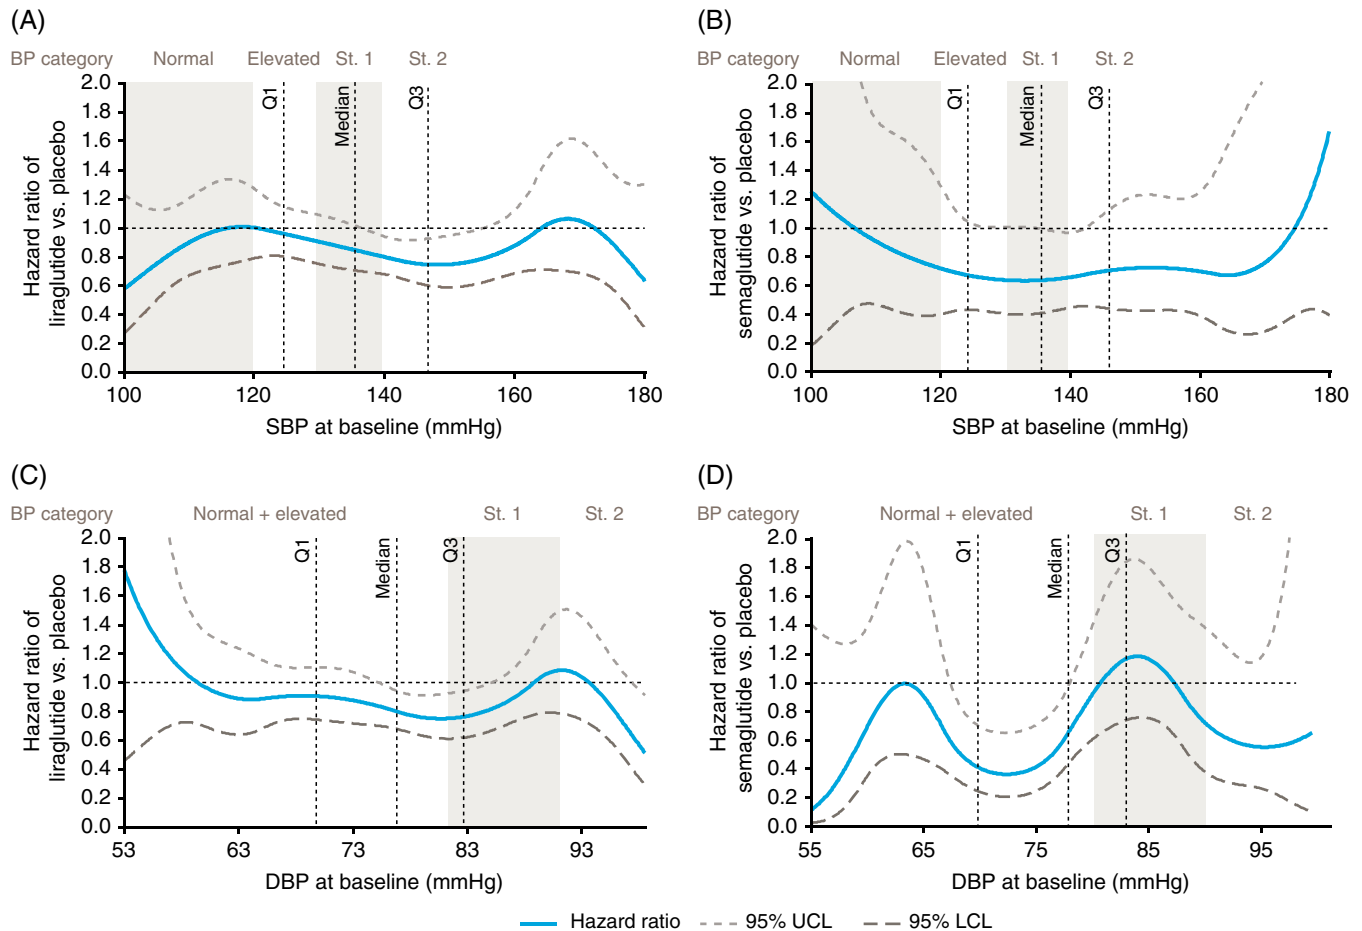 (A)
BP category Normal Elevated St. 1 St. 2
Hazard ratio of
liraglutide vs. placebo
2.0
1.8
1.6
1.4
1.2
1.0
0.8
0.6
0.4
0.2
0.0
Q1
Median
Q3
100 120 140 160 180
SBP at baseline (mmHg)
(B)
BP category Normal Elevated St. 1 St. 2
Hazard ratio of
semaglutide vs. placebo
2.0
1.8
1.6
1.4
1.2
1.0
0.8
0.6
0.4
0.2
0.0
Q1
Median
Q3
100 120 140 160 180
SBP at baseline (mmHg)
(C)
BP category Normal + elevated St. 1 St. 2
Hazard ratio of
liraglutide vs. placebo
2.0
1.8
1.6
1.4
1.2
1.0
0.8
0.6
0.4
0.2
0.0
Q1
Median
Q3
53 63 73 83 93
DBP at baseline (mmHg)
(D)
BP category Normal + elevated St. 1 St. 2
Hazard ratio of
semaglutide vs. placebo
2.0
1.8
1.6
1.4
1.2
1.0
0.8
0.6
0.4
0.2
0.0
Q1
Median
Q3
55 65 75 85 95
DBP at baseline (mmHg)
Hazard ratio 95% UCL 95% LCL